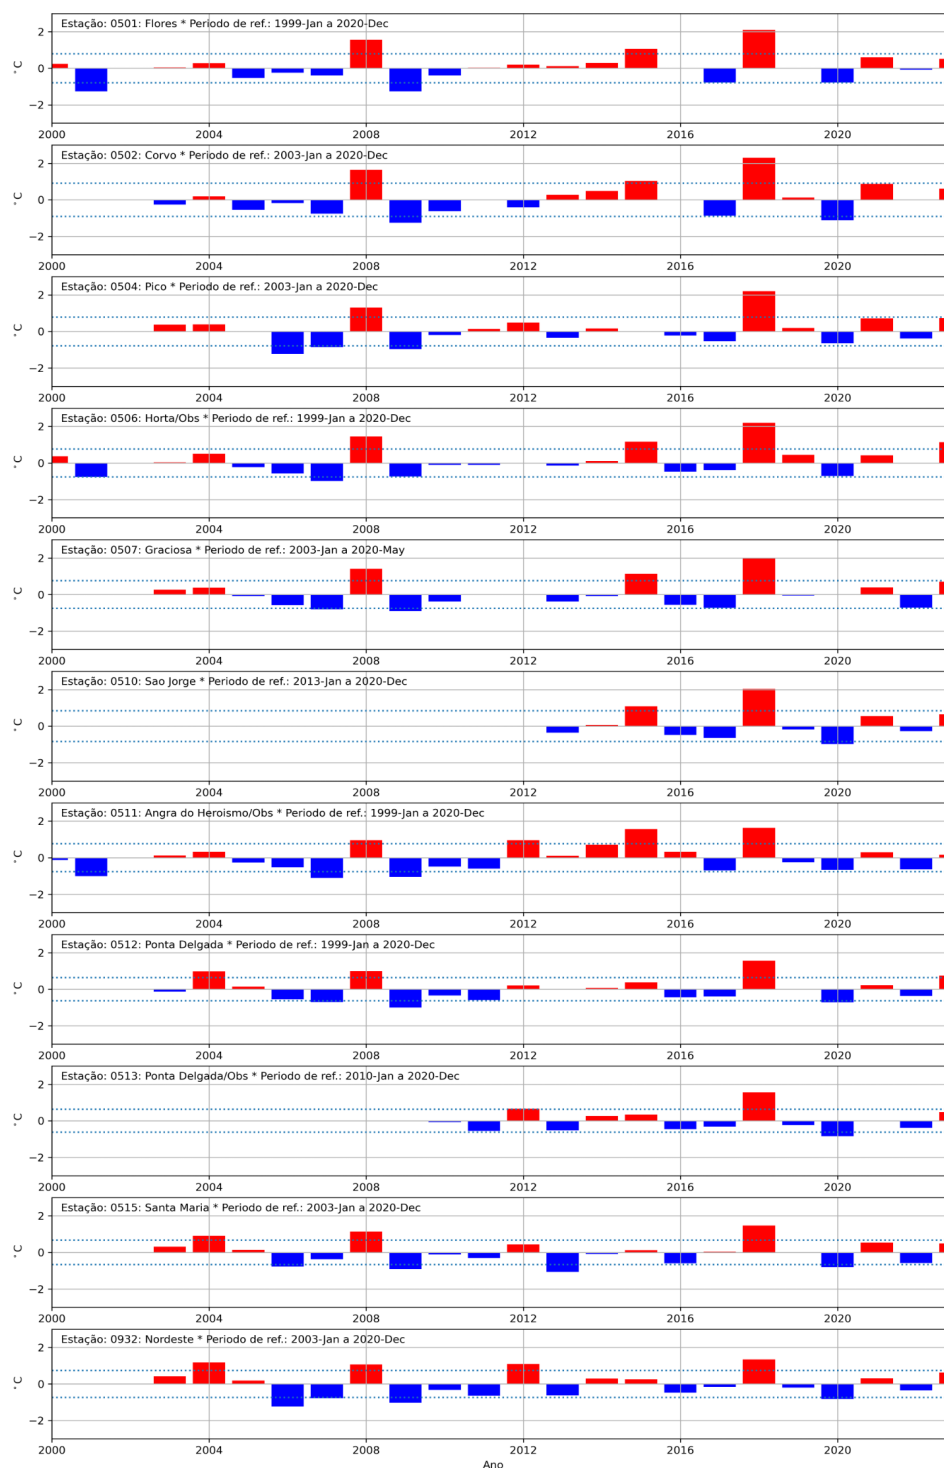 Estação: 0501: Flores * Periodo de ref.: 1999-Jan a 2020-Dec
2
0
−2
°C
2000 2004 2008 2012 2016 2020
Estação: 0502: Corvo * Periodo de ref.: 2003-Jan a 2020-Dec
2
0
−2
°C
2000 2004 2008 2012 2016 2020
Estação: 0504: Pico * Periodo de ref.: 2003-Jan a 2020-Dec
2
0
−2
°C
2000 2004 2008 2012 2016 2020
Estação: 0506: Horta/Obs * Periodo de ref.: 1999-Jan a 2020-Dec
2
0
−2
°C
2000 2004 2008 2012 2016 2020
Estação: 0507: Graciosa * Periodo de ref.: 2003-Jan a 2020-May
2
0
−2
°C
2000 2004 2008 2012 2016 2020
Estação: 0510: Sao Jorge * Periodo de ref.: 2013-Jan a 2020-Dec
2
0
−2
°C
2000 2004 2008 2012 2016 2020
Estação: 0511: Angra do Heroismo/Obs * Periodo de ref.: 1999-Jan a 2020-Dec
2
0
−2
°C
2000 2004 2008 2012 2016 2020
Estação: 0512: Ponta Delgada * Periodo de ref.: 1999-Jan a 2020-Dec
2
0
−2
°C
2000 2004 2008 2012 2016 2020
Estação: 0513: Ponta Delgada/Obs * Periodo de ref.: 2010-Jan a 2020-Dec
2
0
−2
°C
2000 2004 2008 2012 2016 2020
Estação: 0515: Santa Maria * Periodo de ref.: 2003-Jan a 2020-Dec
2
0
−2
°C
2000 2004 2008 2012 2016 2020
Estação: 0932: Nordeste * Periodo de ref.: 2003-Jan a 2020-Dec
2
0
−2
°C
2000 2004 2008 2012 2016 2020
Ano